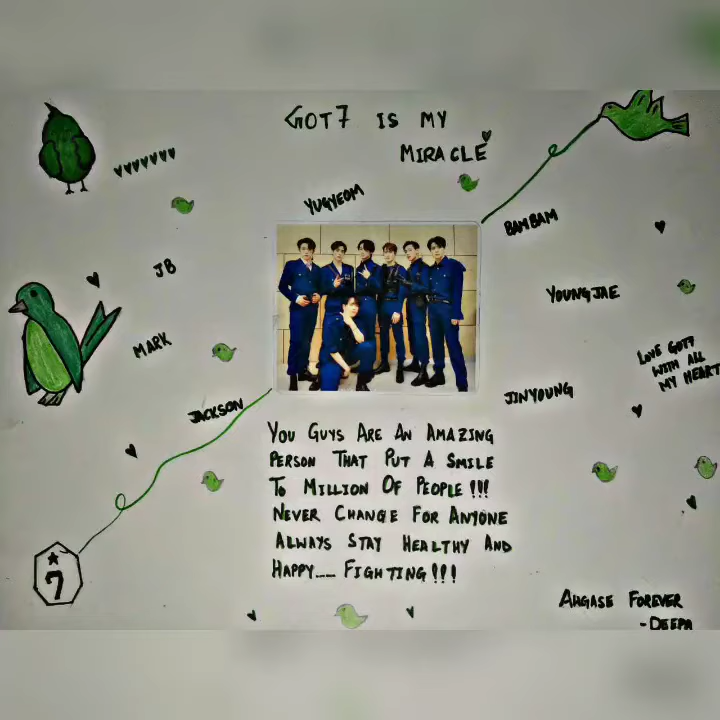 GOT7 IS MY
MIRACLE
YUGYEOM
BAMBAM
JB
YOUNGJAE
MARK
LOVE GOT7
WITH ALL
MY HEART
JACKSON
JINYOUNG
YOU GUYS ARE AN AMAZING
PERSON THAT PUT A SMILE
TO MILLION OF PEOPLE !!!
NEVER CHANGE FOR ANYONE
ALWAYS STAY HEALTHY AND
HAPPY.... FIGHTING !!!
7
AHGASE FOREVER
-DEEPA